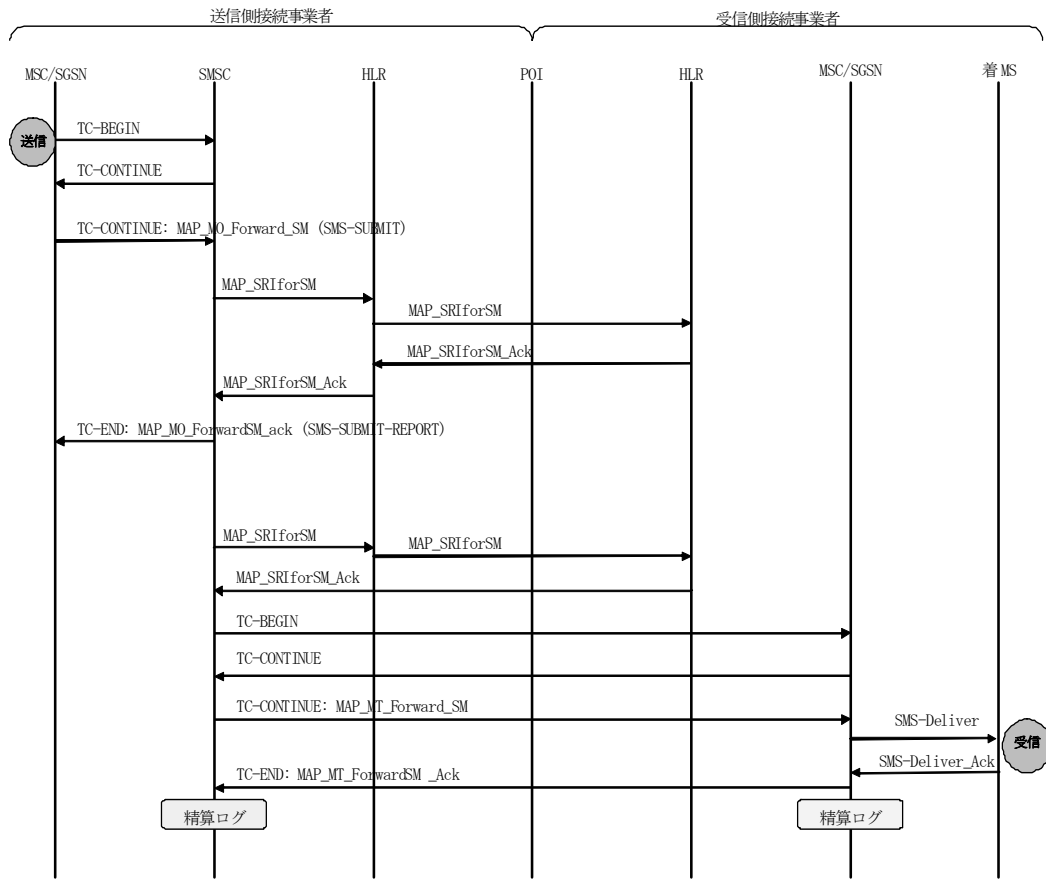 送信側接続事業者
受信側接続事業者
MSC/SGSN SMSC HLR POI HLR MSC/SGSN 着MS
送信
TC-BEGIN
TC-CONTINUE
TC-CONTINUE: MAP_MO_Forward_SM (SMS-SUBMIT)
MAP_SRIforSM
MAP_SRIforSM
MAP_SRIforSM_Ack
MAP_SRIforSM_Ack
TC-END: MAP_MO_ForwardSM_ack (SMS-SUBMIT-REPORT)
MAP_SRIforSM
MAP_SRIforSM
MAP_SRIforSM_Ack
TC-BEGIN
TC-CONTINUE
TC-CONTINUE: MAP_MT_Forward_SM
SMS-Deliver
受信
SMS-Deliver_Ack
TC-END: MAP_MT_ForwardSM _Ack
精算ログ
精算ログ